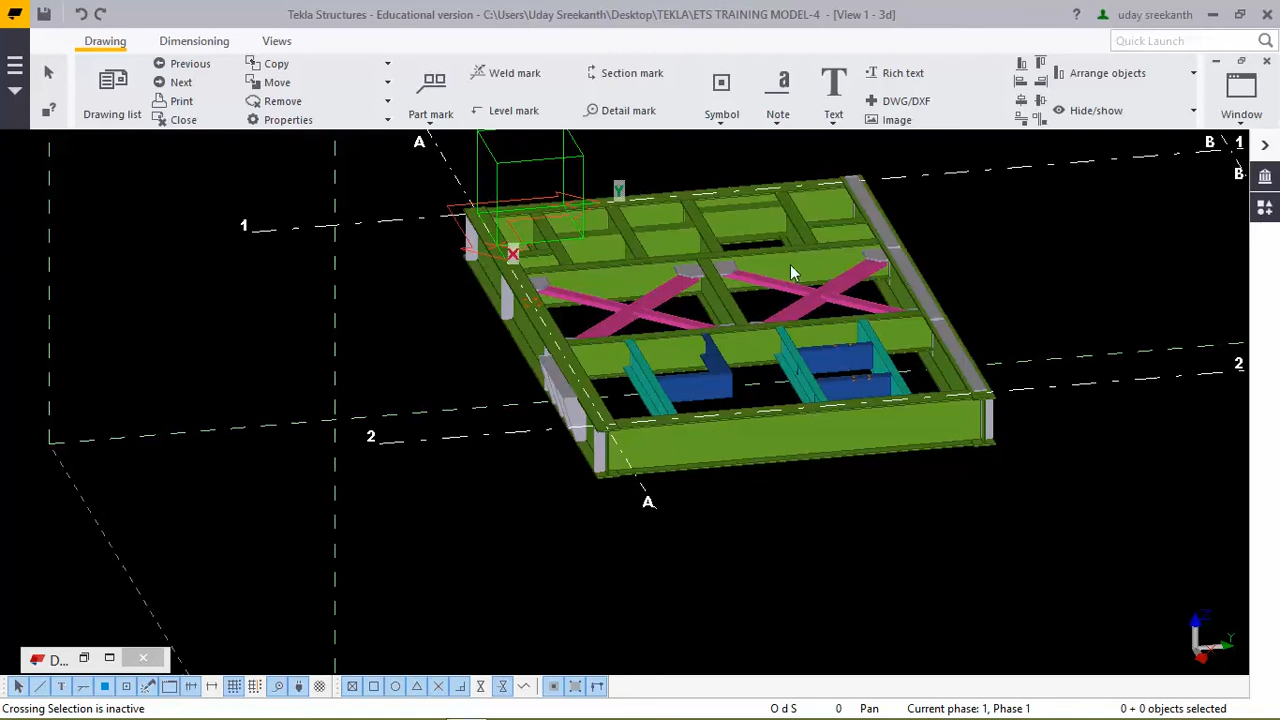 Tekla Structures - Educational version - C:\Users\Uday Sreekanth\Desktop\TEKLA\ETS TRAINING MODEL-4 - [View 1 - 3d]
? uday sreekanth
Drawing Dimensioning Views
Quick Launch
Drawing list
Previous
Next
Print
Close
Copy
Move
Remove
Properties
Part mark
Weld mark
Level mark
Section mark
Detail mark
Symbol
a
Note
T
Text
Rich text
DWG/DXF
Image
Arrange objects
Hide/show
Window
A
B
1
B
Y
1
X
2
2
A
Z
Y
D...
T
Crossing Selection is inactive
O d S
0
Pan
Current phase: 1, Phase 1
0 + 0 objects selected